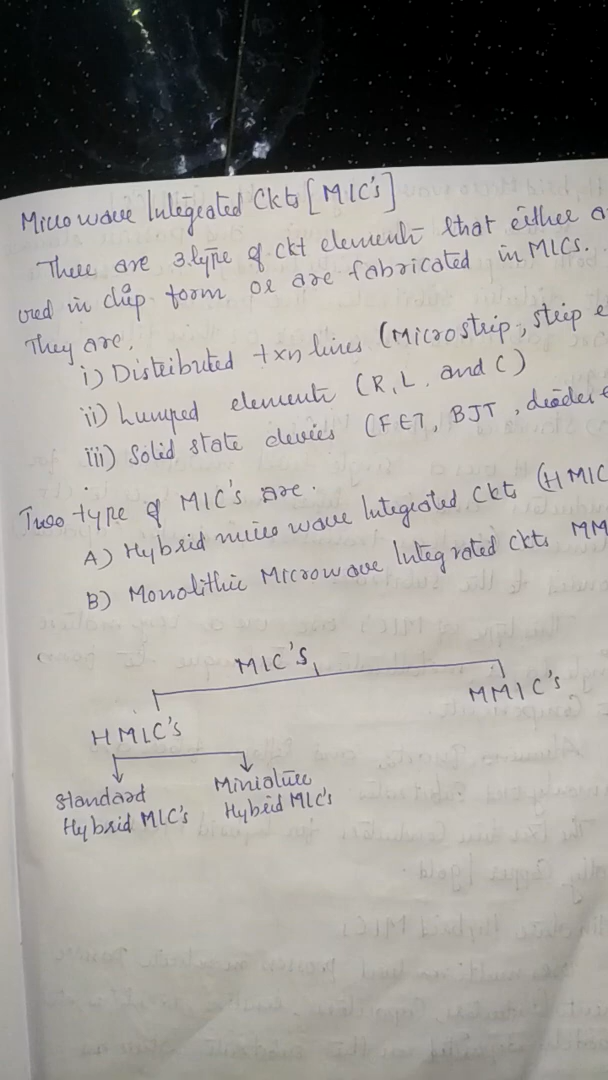 Microwave Integrated Ckts [MIC's]
There are 3 type of ckt elements that either a
used in chip form or are fabricated in MICs.
They are,
i) Distributed txn lines (Microstrip, strip e
ii) Lumped elements (R, L, and C)
iii) Solid state devices (FET, BJT, diodes e
Two type of MIC's are.
A) Hybrid micro wave Integrated Ckts (HMIC
B) Monolithic Microwave Integrated ckts MM
MIC'S,
HMIC's MMIC's
Standard Hybrid MIC's
Miniature Hybrid MIC's